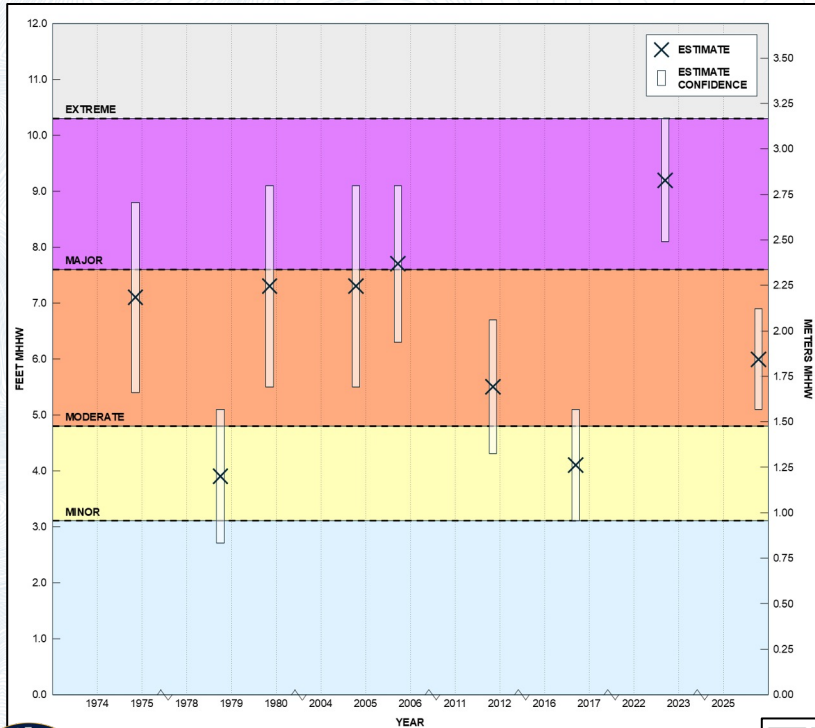 12.0
11.0
10.0
9.0
8.0
7.0
6.0
5.0
4.0
3.0
2.0
1.0
0.0
FEET MHHW
EXTREME
MAJOR
MODERATE
MINOR
ESTIMATE
ESTIMATE
CONFIDENCE
3.50
3.25
3.00
2.75
2.50
2.25
2.00
1.75
1.50
1.25
1.00
0.75
0.50
0.25
0.00
METERS MHHW
1974 1975 1978 1979 1980 2004 2005 2006 2011 2012 2016 2017 2022 2023 2025
YEAR